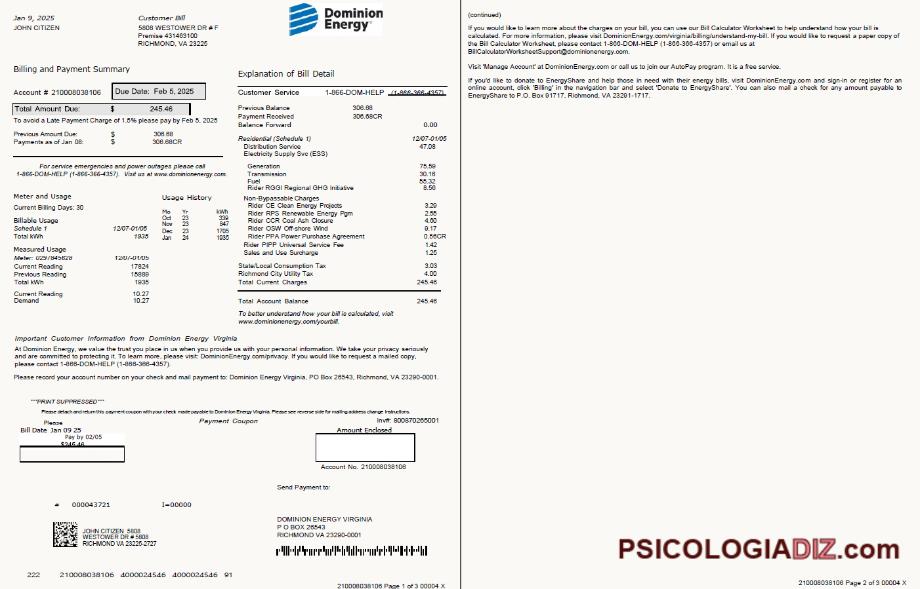 Jan 9, 2025
JOHN CITIZEN
Customer Bill
5808 WESTOWER DR # F
Premise 431463100
RICHMOND, VA 23225
Dominion
Energy®
Billing and Payment Summary
Account # 210008038106
Due Date: Feb 5, 2025
Total Amount Due: $ 245.46
To avoid a Late Payment Charge of 1.5% please pay by Feb 5, 2025
Previous Amount Due: $ 306.68
Payments as of Jan 08: $ 306.68CR
For service emergencies and power outages please call
1-866-DOM-HELP (1-866-366-4357). Visit us at www.dominionenergy.com.
Meter and Usage
Current Billing Days: 30
Billable Usage
Schedule 1 12/07-01/05
Total kWh 1935
Measured Usage
Meter: 0297845628 12/07-01/05
Current Reading 17824
Previous Reading 15889
Total kWh 1935
Current Reading 10.27
Demand 10.27
Usage History
Mo Yr kWh
Oct 23 339
Nov 23 847
Dec 23 1705
Jan 24 1935
Explanation of Bill Detail
Customer Service 1-866-DOM-HELP (1-866-366-4357)
Previous Balance 306.68
Payment Received 306.68CR
Balance Forward 0.00
Residential (Schedule 1) 12/07-01/05
Distribution Service 47.08
Electricity Supply Svc (ESS)
Generation 75.59
Transmission 30.16
Fuel 55.32
Rider RGGI Regional GHG Initiative 8.56
Non-Bypassable Charges
Rider CE Clean Energy Projects 3.29
Rider RPS Renewable Energy Pgm 2.55
Rider CCR Coal Ash Closure 4.60
Rider OSW Off-shore Wind 9.17
Rider PPA Power Purchase Agreement 0.56CR
Rider PIPP Universal Service Fee 1.42
Sales and Use Surcharge 1.25
State/Local Consumption Tax 3.03
Richmond City Utility Tax 4.00
Total Current Charges 245.46
Total Account Balance 245.46
To better understand how your bill is calculated, visit
www.dominionenergy.com/yourbill.
Important Customer Information from Dominion Energy Virginia
At Dominion Energy, we value the trust you place in us when you provide us with your personal information. We take your privacy seriously
and are committed to protecting it. To learn more, please visit: DominionEnergy.com/privacy. If you would like to request a mailed copy,
please contact 1-866-DOM-HELP (1-866-366-4357).
Please record your account number on your check and mail payment to: Dominion Energy Virginia, PO Box 26543, Richmond, VA 23290-0001.
***PRINT SUPPRESSED***
Please detach and return this payment coupon with your check made payable to Dominion Energy Virginia. Please see reverse side for mailing address change instructions.
Please
Bill Date Jan 09 25
Pay by 02/05
$245.46
Payment Coupon
Inv#: 800870265001
Amount Enclosed
Account No. 210008038106
Send Payment to:
# 000043721 I=00000
JOHN CITIZEN 5808
WESTOWER DR # 5808
RICHMOND VA 23225-2727
DOMINION ENERGY VIRGINIA
P O BOX 26543
RICHMOND VA 23290-0001
222 210008038106 4000024546 4000024546 91
210008038106 Page 1 of 3 00004 X
(continued)
If you would like to learn more about the charges on your bill, you can use our Bill Calculator Worksheet to help understand how your bill is
calculated. For more information, please visit DominionEnergy.com/virginia/billing/understand-my-bill. If you would like to request a paper copy of
the Bill Calculator Worksheet, please contact 1-866-DOM-HELP (1-866-366-4357) or email us at
BillCalculatorWorksheetSupport@dominionenergy.com.
Visit 'Manage Account' at DominionEnergy.com or call us to join our AutoPay program. It is a free service.
If you'd like to donate to EnergyShare and help those in need with their energy bills, visit DominionEnergy.com and sign-in or register for an
online account, click 'Billing' in the navigation bar and select 'Donate to EnergyShare'. You can also mail a check for any amount payable to
EnergyShare to P.O. Box 91717, Richmond, VA 23291-1717.
PSICOLOGIADIZ.com
210008038106 Page 2 of 3 00004 X